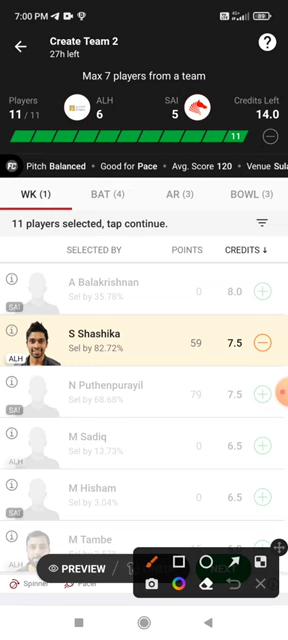 7:00 PM
4G+
89
Create Team 2
27h left
?
Max 7 players from a team
Players
11 / 11
ALH
6
SAI
5
Credits Left
14.0
11
FC Pitch Balanced • Good for Pace • Avg. Score 120 • Venue Sula
WK (1) BAT (4) AR (3) BOWL (3)
11 players selected, tap continue.
SELECTED BY POINTS CREDITS ↓
A Balakrishnan
Sel by 35.78%
0 8.0
SAI
S Shashika
Sel by 82.72%
59 7.5
ALH
N Puthenpurayil
Sel by 68.68%
79 7.5
SAI
M Sadiq
Sel by 13.73%
0 6.5
ALH
M Hisham
Sel by 3.04%
0 6.5
SAI
M Tambe
ALH
PREVIEW
Spinner Pacer